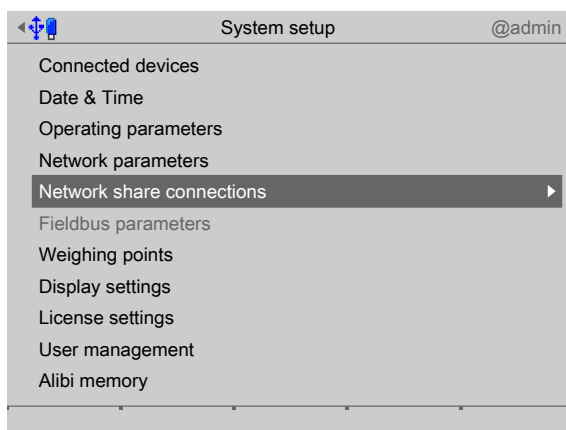 System setup @admin
Connected devices
Date & Time
Operating parameters
Network parameters
Network share connections
Fieldbus parameters
Weighing points
Display settings
License settings
User management
Alibi memory